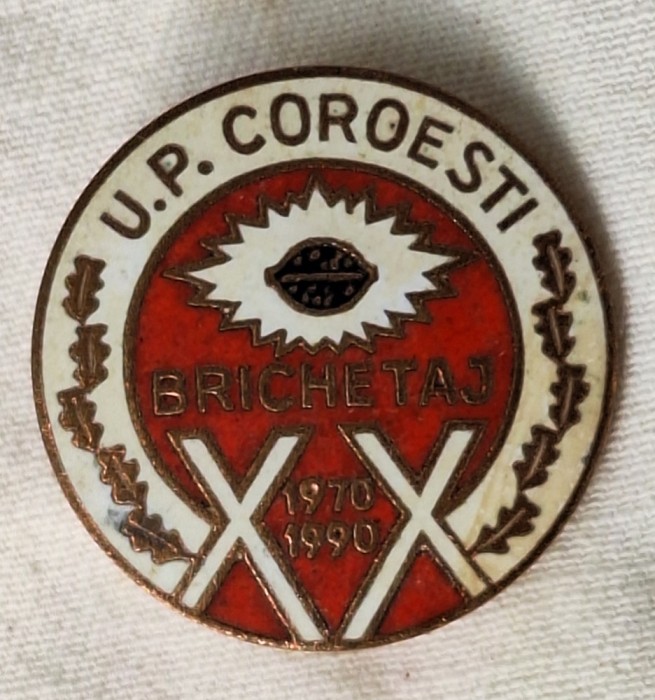 U.P. COROESTI
BRICHETAJ
XX
1970
1990